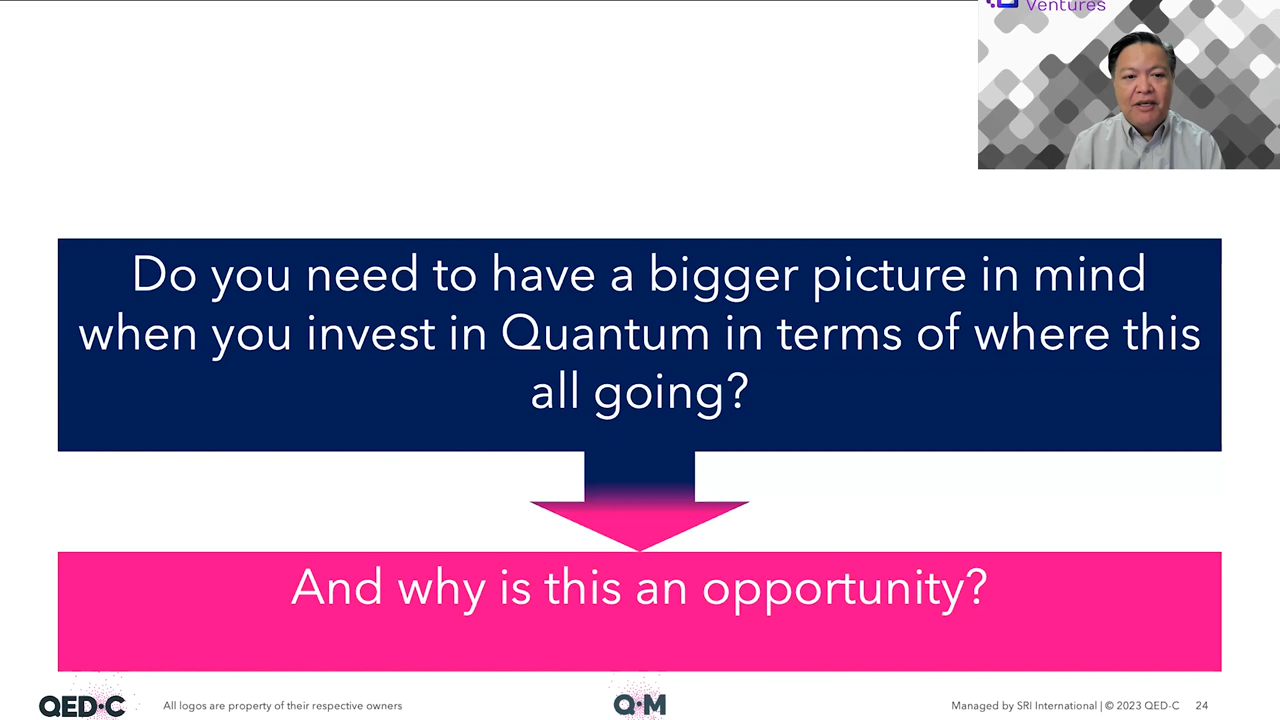 Ventures
Do you need to have a bigger picture in mind
when you invest in Quantum in terms of where this
all going?
And why is this an opportunity?
QED·C
All logos are property of their respective owners
Q·M
Managed by SRI International | © 2023 QED-C
24